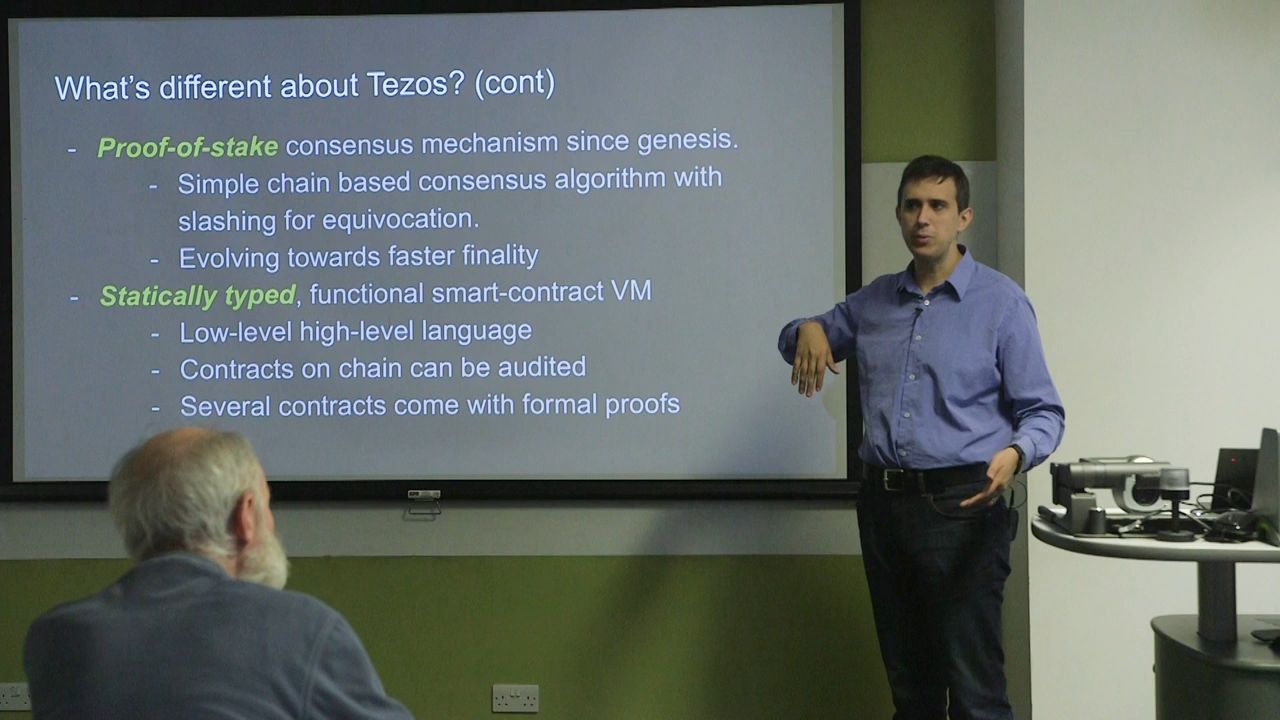 What's different about Tezos? (cont)
- Proof-of-stake consensus mechanism since genesis.
- Simple chain based consensus algorithm with
slashing for equivocation.
- Evolving towards faster finality
- Statically typed, functional smart-contract VM
- Low-level high-level language
- Contracts on chain can be audited
- Several contracts come with formal proofs